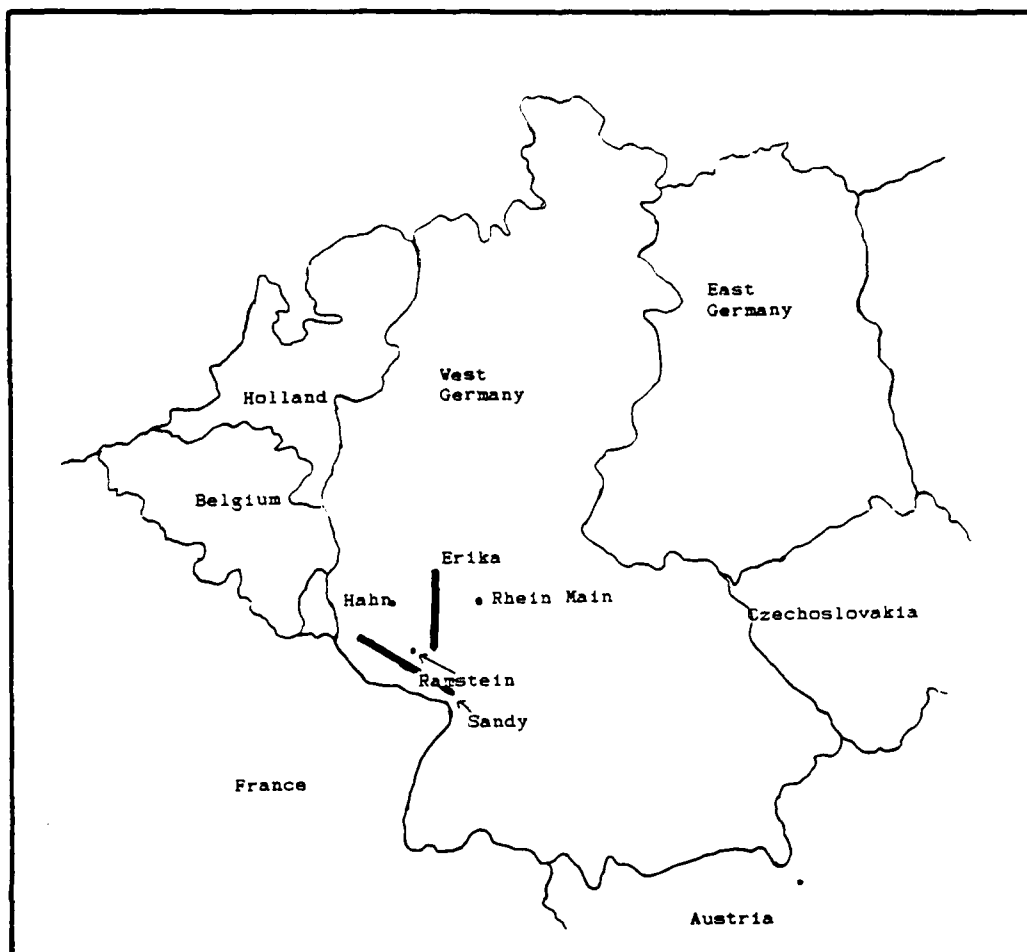 East
Germany
West
Germany
Holland
Belgium
Erika
Hahn
Rhein Main
Czechoslovakia
Ramstein
Sandy
France
Austria